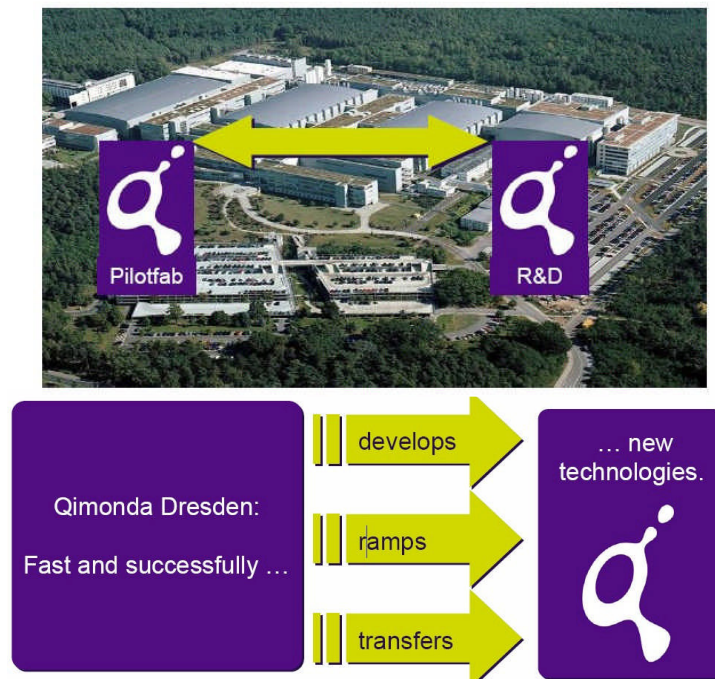 Pilotfab
R&D
Qimonda Dresden:
Fast and successfully …
develops
ramps
transfers
… new
technologies.